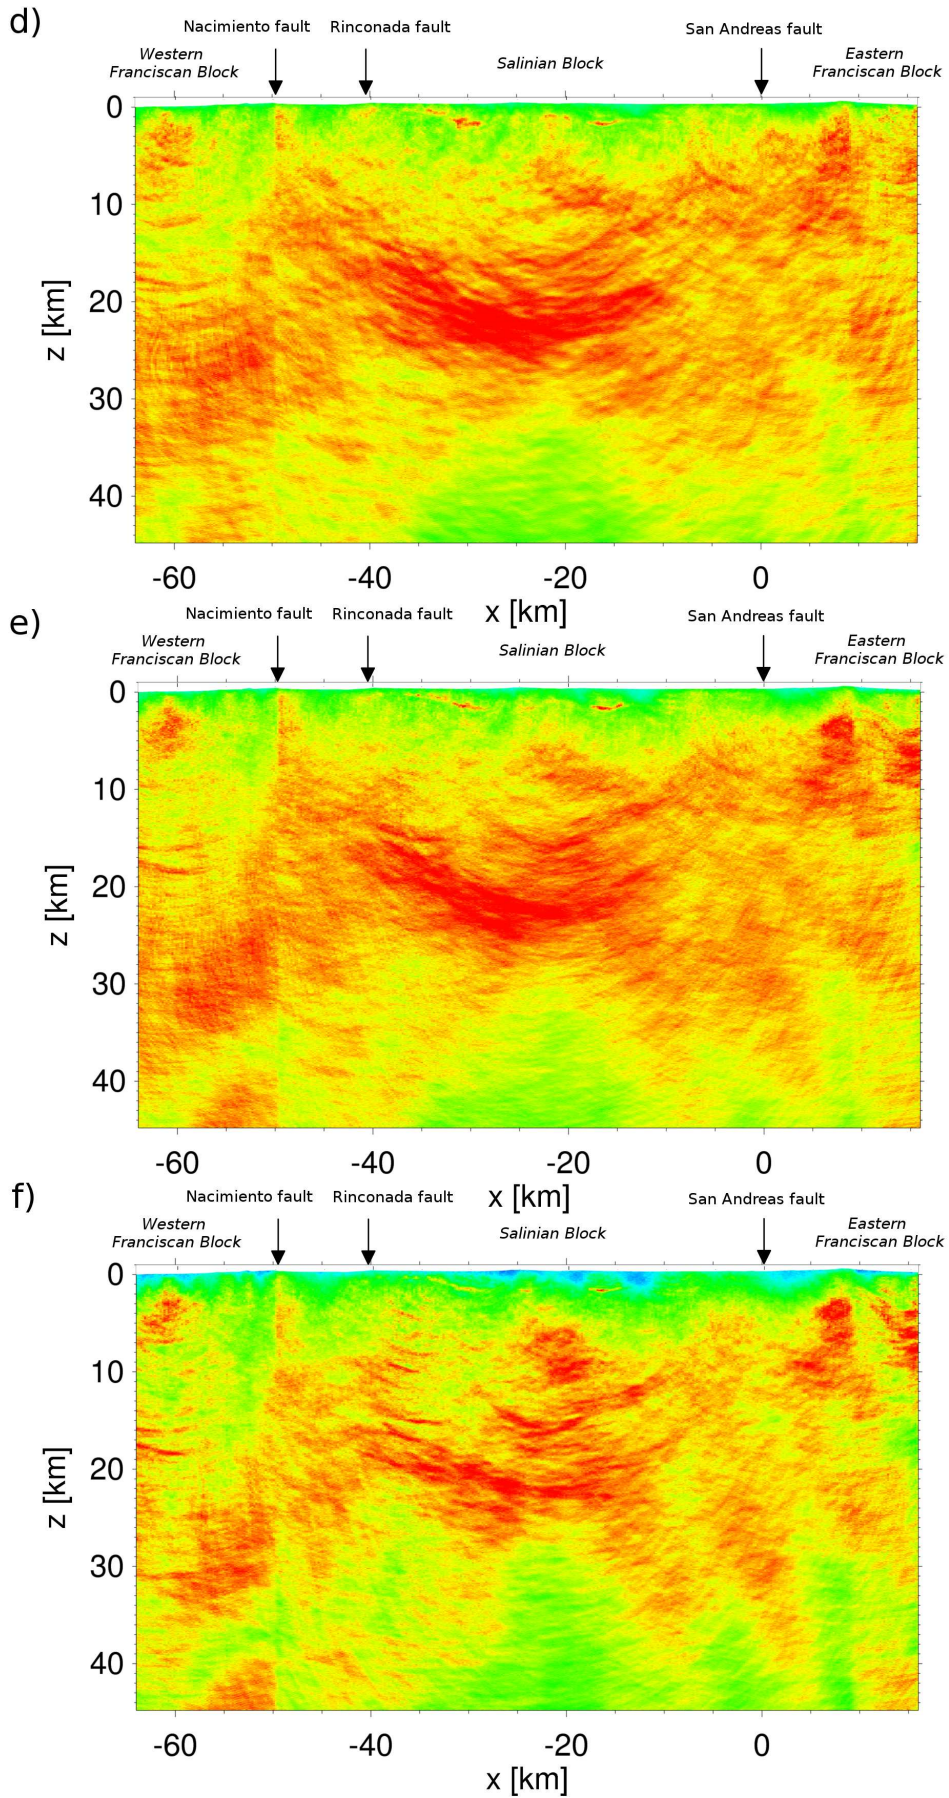 d)
Nacimiento fault Rinconada fault San Andreas fault
Western Franciscan Block Salinian Block Eastern Franciscan Block
0
10
20
30
40
z [km]
-60 -40 -20 0
x [km]
e)
Nacimiento fault Rinconada fault San Andreas fault
Western Franciscan Block Salinian Block Eastern Franciscan Block
0
10
20
30
40
z [km]
-60 -40 -20 0
x [km]
f)
Nacimiento fault Rinconada fault San Andreas fault
Western Franciscan Block Salinian Block Eastern Franciscan Block
0
10
20
30
40
z [km]
-60 -40 -20 0
x [km]